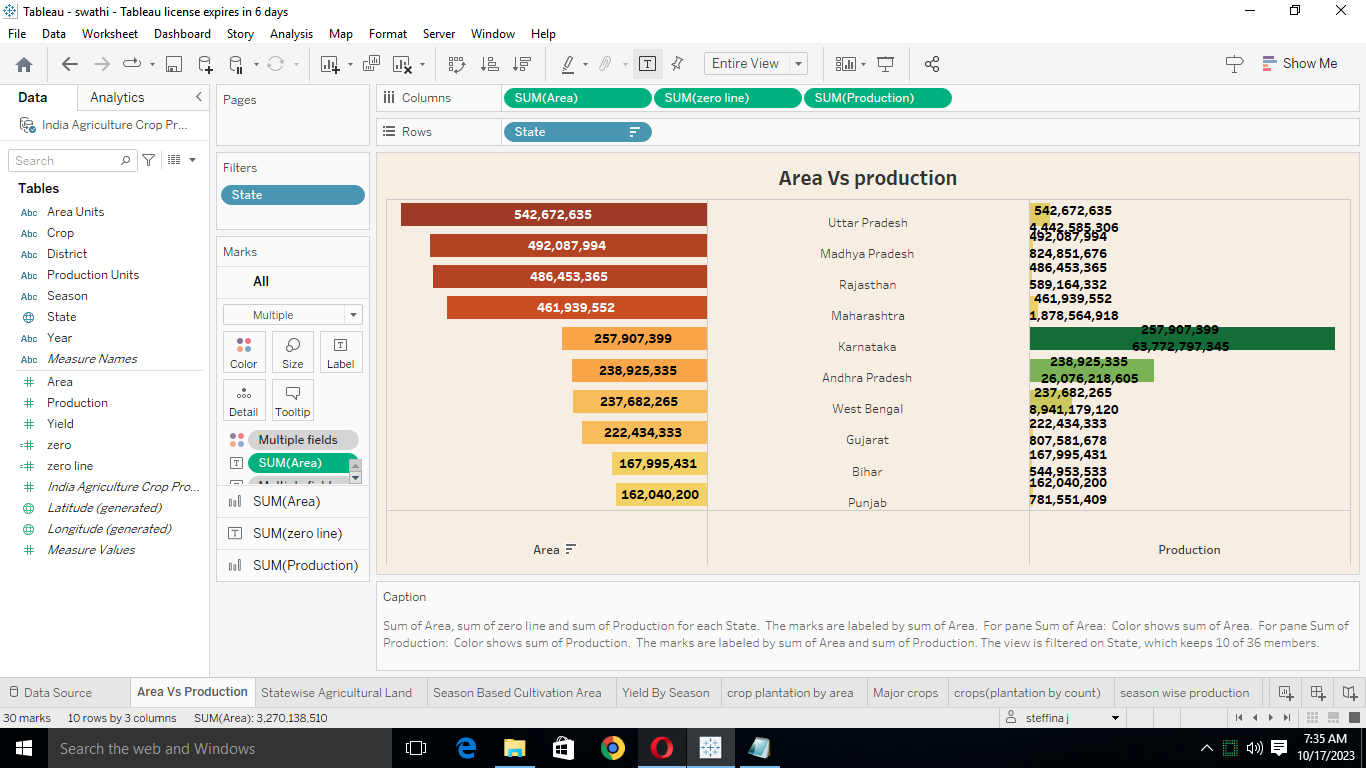 Tableau - swathi - Tableau license expires in 6 days
File Data Worksheet Dashboard Story Analysis Map Format Server Window Help
Entire View
Show Me
Data Analytics
India Agriculture Crop Pr...
Search
Tables
Abc Area Units
Abc Crop
Abc District
Abc Production Units
Abc Season
State
Abc Year
Abc Measure Names
Area
Production
Yield
zero
zero line
India Agriculture Crop Pro...
Latitude (generated)
Longitude (generated)
Measure Values
Pages
Filters
State
Marks
All
Multiple
Color Size Label
Detail Tooltip
Multiple fields
SUM(Area)
SUM(Area)
SUM(zero line)
SUM(Production)
Columns SUM(Area) SUM(zero line) SUM(Production)
Rows State
Area Vs production
542,672,635 Uttar Pradesh 542,672,635
4,442,585,306
492,087,994 Madhya Pradesh 492,087,994
824,851,676
486,453,365 Rajasthan 486,453,365
589,164,332
461,939,552 Maharashtra 461,939,552
1,878,564,918
257,907,399 Karnataka 257,907,399
63,772,797,345
238,925,335 Andhra Pradesh 238,925,335
26,076,218,605
237,682,265 West Bengal 237,682,265
8,941,179,120
222,434,333 Gujarat 222,434,333
807,581,678
167,995,431 Bihar 167,995,431
544,953,533
162,040,200 Punjab 162,040,200
781,551,409
Area Production
Caption
Sum of Area, sum of zero line and sum of Production for each State. The marks are labeled by sum of Area. For pane Sum of Area: Color shows sum of Area. For pane Sum of
Production: Color shows sum of Production. The marks are labeled by sum of Area and sum of Production. The view is filtered on State, which keeps 10 of 36 members.
Data Source Area Vs Production Statewise Agricultural Land Season Based Cultivation Area Yield By Season crop plantation by area Major crops crops(plantation by count) season wise production
30 marks 10 rows by 3 columns SUM(Area): 3,270,138,510 steffina j
Search the web and Windows
7:35 AM
10/17/2023